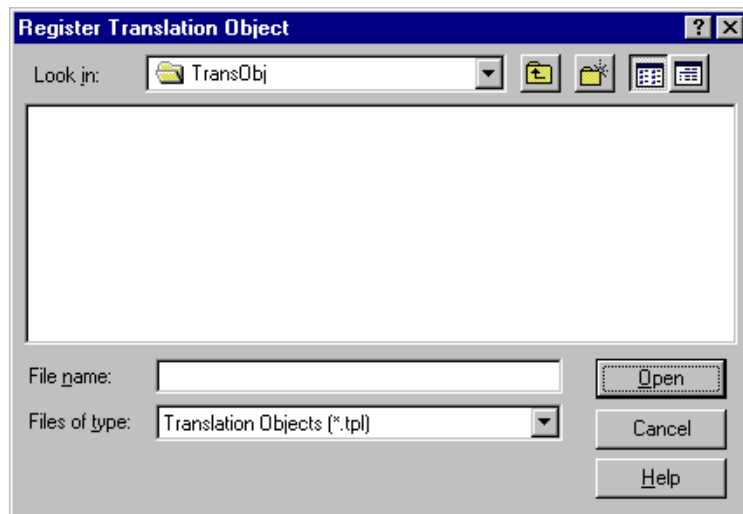 Register Translation Object
Look in: TransObj
File name:
Open
Files of type: Translation Objects (*.tpl)
Cancel
Help